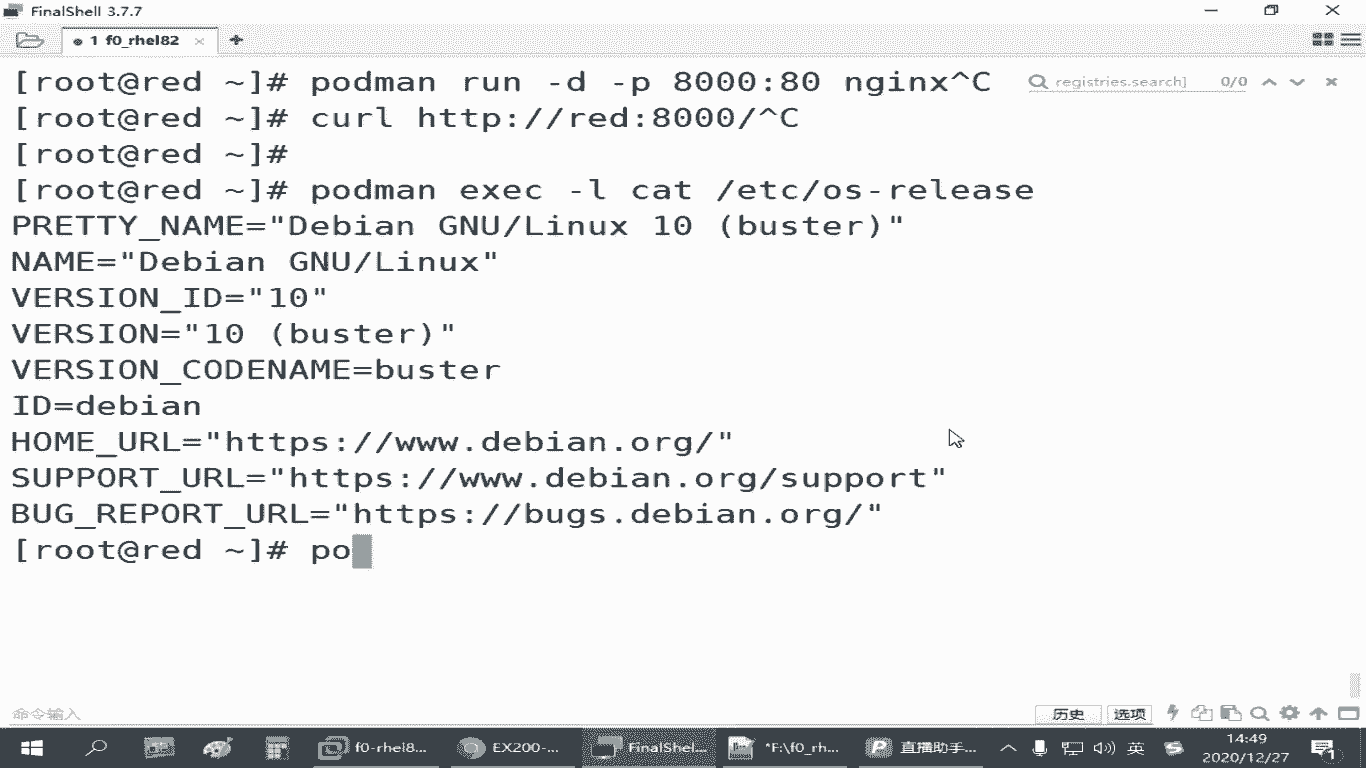 FinalShell 3.7.7
1 f0_rhel82 × +
[root@red ~]# podman run -d -p 8000:80 nginx^C
registries.search] 0/0
[root@red ~]# curl http://red:8000/^C
[root@red ~]#
[root@red ~]# podman exec -l cat /etc/os-release
PRETTY_NAME="Debian GNU/Linux 10 (buster)"
NAME="Debian GNU/Linux"
VERSION_ID="10"
VERSION="10 (buster)"
VERSION_CODENAME=buster
ID=debian
HOME_URL="https://www.debian.org/"
SUPPORT_URL="https://www.debian.org/support"
BUG_REPORT_URL="https://bugs.debian.org/"
[root@red ~]# po
命令输入
历史 选项
f0-rhel8... EX200-... FinalShel... *F:\f0_rh... 直播助手... 英 14:49
2020/12/27 1